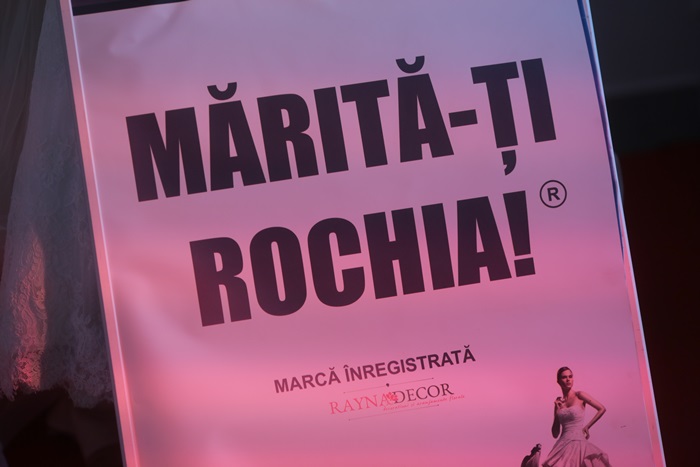 MĂRITĂ-ȚI
ROCHIA!®
MARCĂ ÎNREGISTRATĂ
RAYNA DECOR